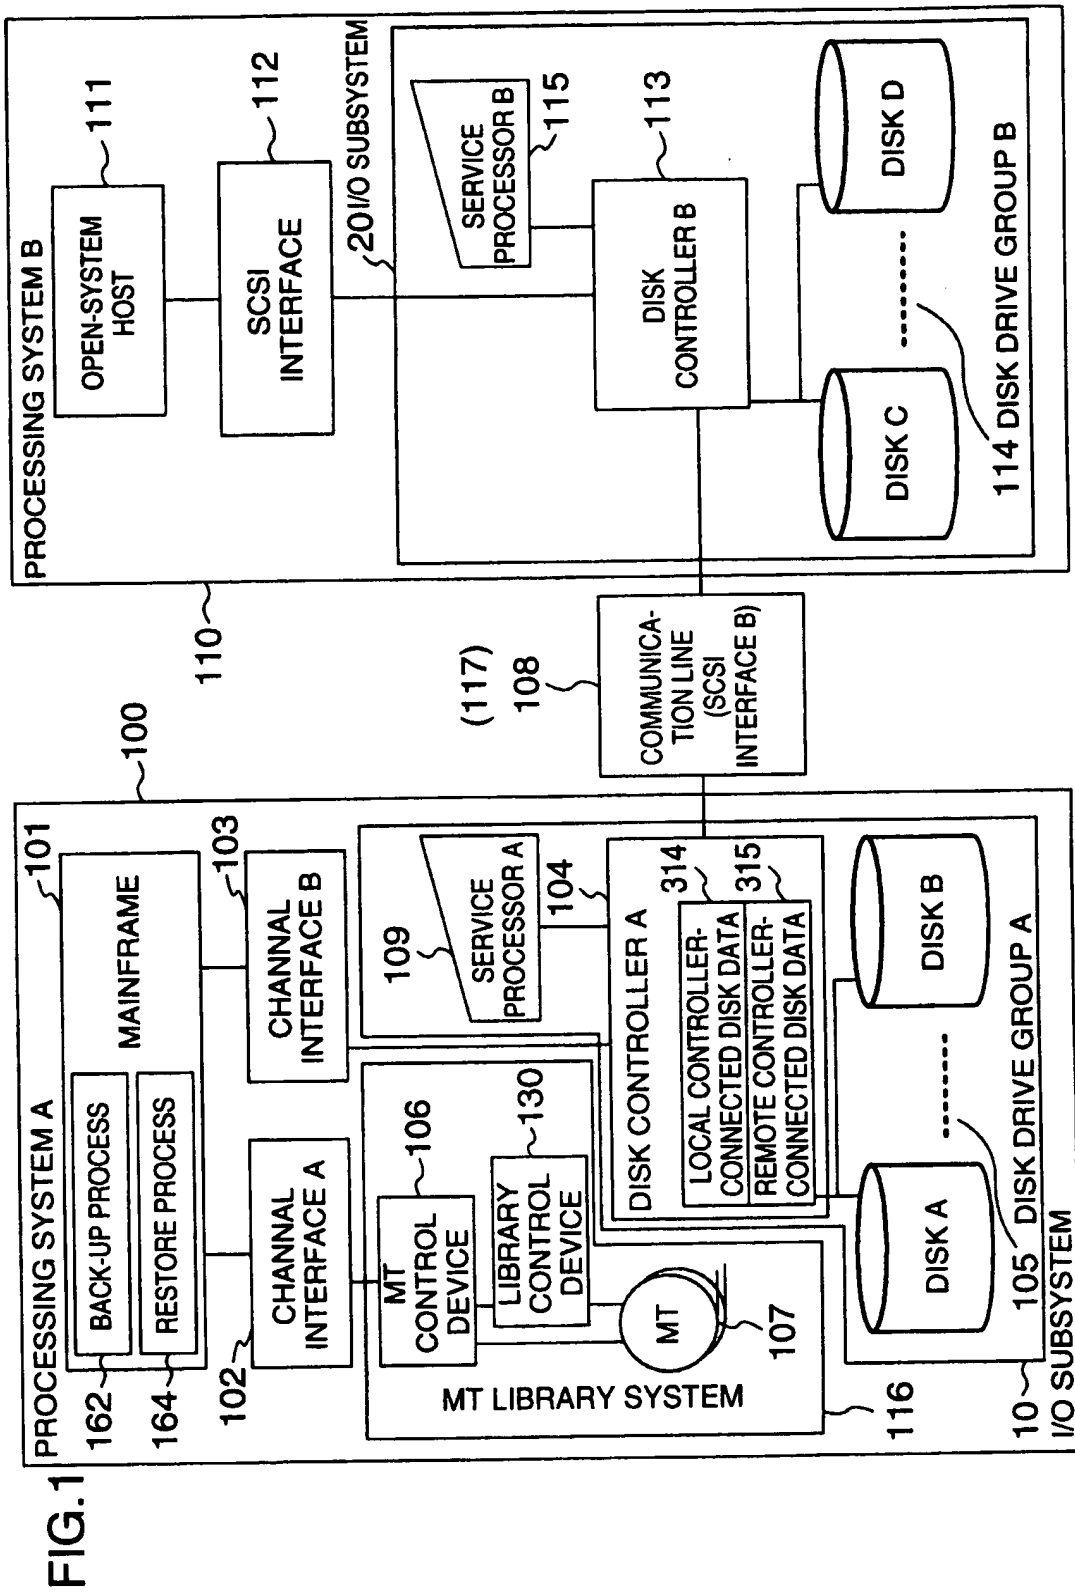 FIG.1
PROCESSING SYSTEM A
100
101
MAINFRAME
BACK-UP PROCESS
162
RESTORE PROCESS
164
102
CHANNAL
INTERFACE A
103
CHANNAL
INTERFACE B
MT
CONTROL
DEVICE
106
LIBRARY
CONTROL
DEVICE
130
MT
107
MT LIBRARY SYSTEM
116
109
SERVICE
PROCESSOR A
104
DISK CONTROLLER A
LOCAL CONTROLLER-
CONNECTED DISK DATA
314
REMOTE CONTROLLER-
CONNECTED DISK DATA
315
DISK A
DISK B
105 DISK DRIVE GROUP A
10
I/O SUBSYSTEM
(117)
108
COMMUNICA-
TION LINE
(SCSI
INTERFACE B)
110
PROCESSING SYSTEM B
OPEN-SYSTEM
HOST
111
SCSI
INTERFACE
112
20 I/O SUBSYSTEM
SERVICE
PROCESSOR B
115
DISK
CONTROLLER B
113
DISK C
DISK D
114 DISK DRIVE GROUP B